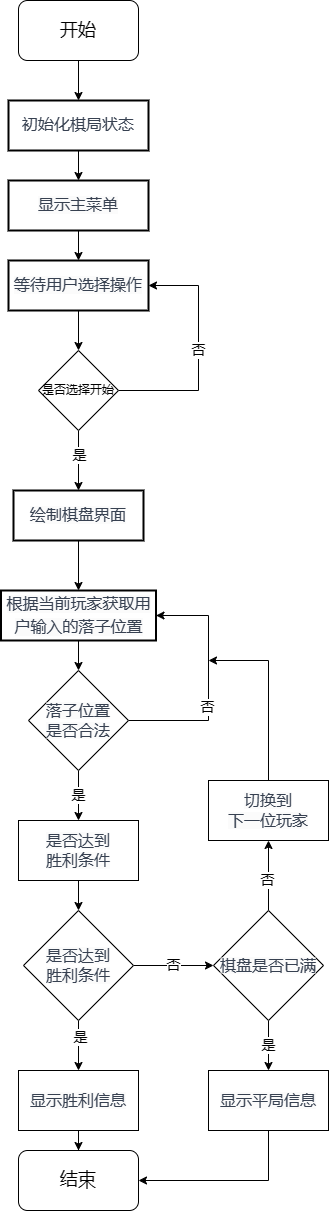 开始
初始化棋局状态
显示主菜单
等待用户选择操作
否
是否选择开始
是
绘制棋盘界面
根据当前玩家获取用
户输入的落子位置
落子位置
是否合法
否
是
切换到
下一位玩家
是否达到
胜利条件
否
是否达到
胜利条件
否
棋盘是否已满
是
是
显示胜利信息
显示平局信息
结束